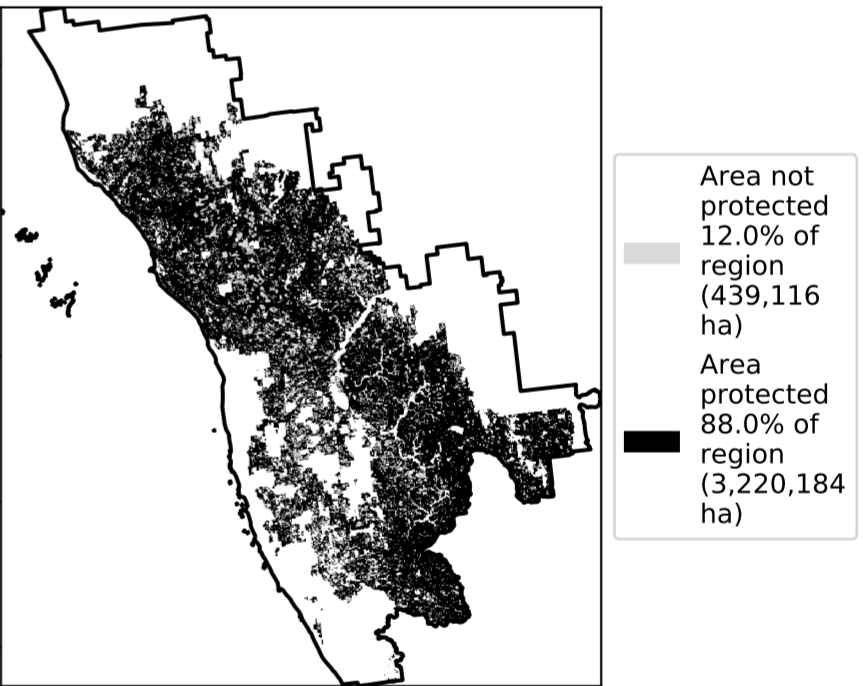 Area not
protected
12.0% of
region
(439,116
ha)
Area
protected
88.0% of
region
(3,220,184
ha)